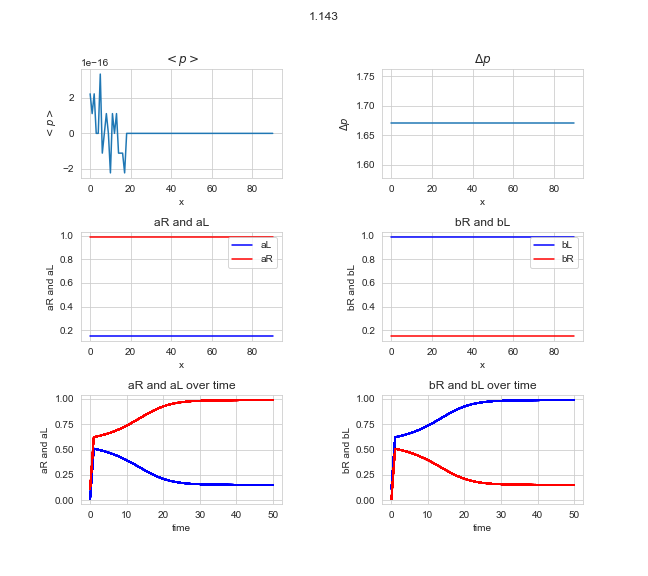 1.143
< p >
Δp
1e−16
2
0
−2
< p >
0 20 40 60 80
x
1.75
1.70
1.65
1.60
Δp
0 20 40 60 80
x
aR and aL
1.0
0.8
0.6
0.4
0.2
aR and aL
aL
aR
0 20 40 60 80
x
bR and bL
1.0
0.8
0.6
0.4
0.2
bR and bL
bL
bR
0 20 40 60 80
x
aR and aL over time
1.00
0.75
0.50
0.25
0.00
aR and aL
0 10 20 30 40 50
time
bR and bL over time
1.00
0.75
0.50
0.25
0.00
bR and bL
0 10 20 30 40 50
time